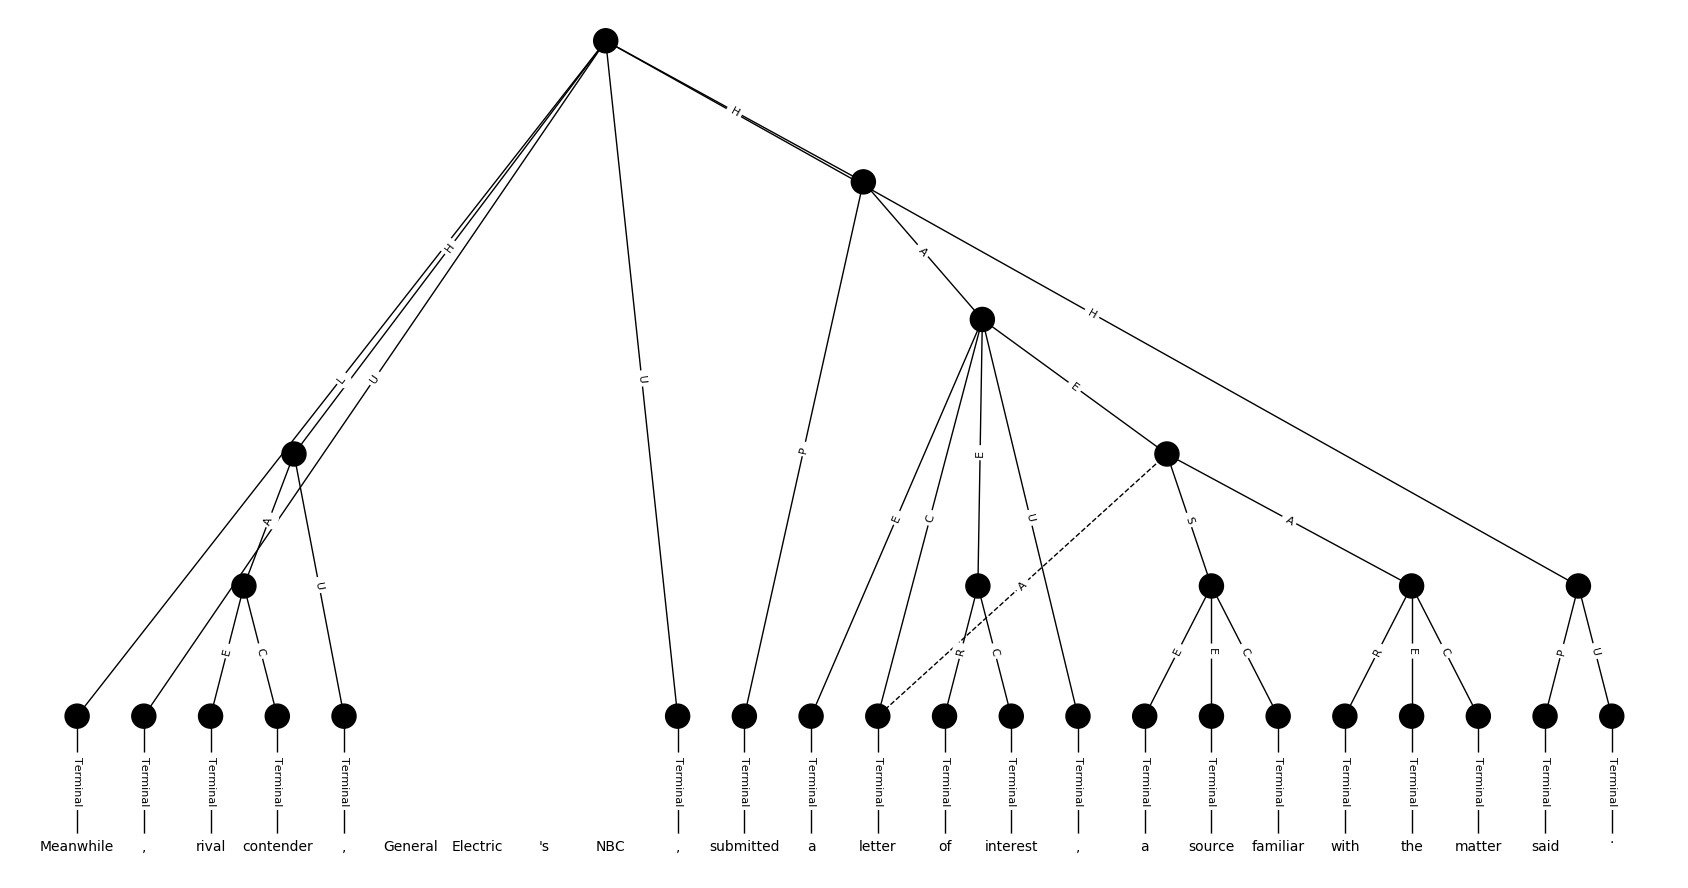 H
H
A
H
L
U
U
E
P
E
A
E
C
U
S
A
U
A
E
C
R
C
E
E
C
R
E
C
P
U
Terminal Terminal Terminal Terminal Terminal Terminal Terminal Terminal Terminal Terminal Terminal Terminal Terminal Terminal Terminal Terminal Terminal Terminal Terminal Terminal
Meanwhile , rival contender , General Electric 's NBC , submitted a letter of interest , a source familiar with the matter said .